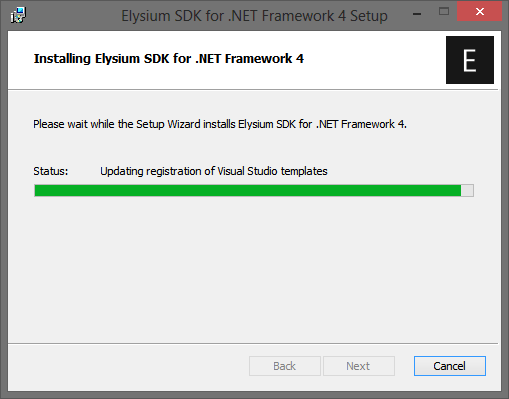 Elysium SDK for .NET Framework 4 Setup
Installing Elysium SDK for .NET Framework 4
E
Please wait while the Setup Wizard installs Elysium SDK for .NET Framework 4.
Status: Updating registration of Visual Studio templates
Back Next Cancel